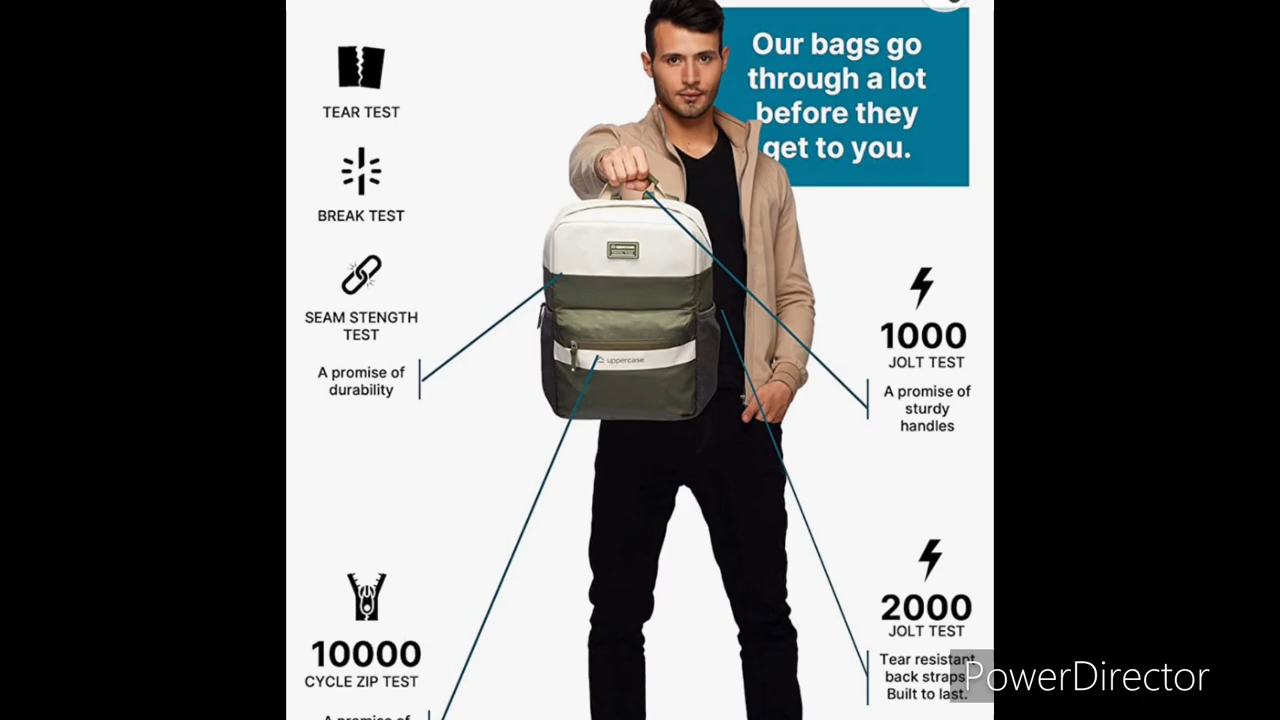 Our bags go
through a lot
before they
get to you.
TEAR TEST
BREAK TEST
SEAM STENGTH
TEST
A promise of
durability
uppercase
1000
JOLT TEST
A promise of
sturdy
handles
10000
CYCLE ZIP TEST
A promise of
2000
JOLT TEST
Tear resistant
back straps.
Built to last.
PowerDirector